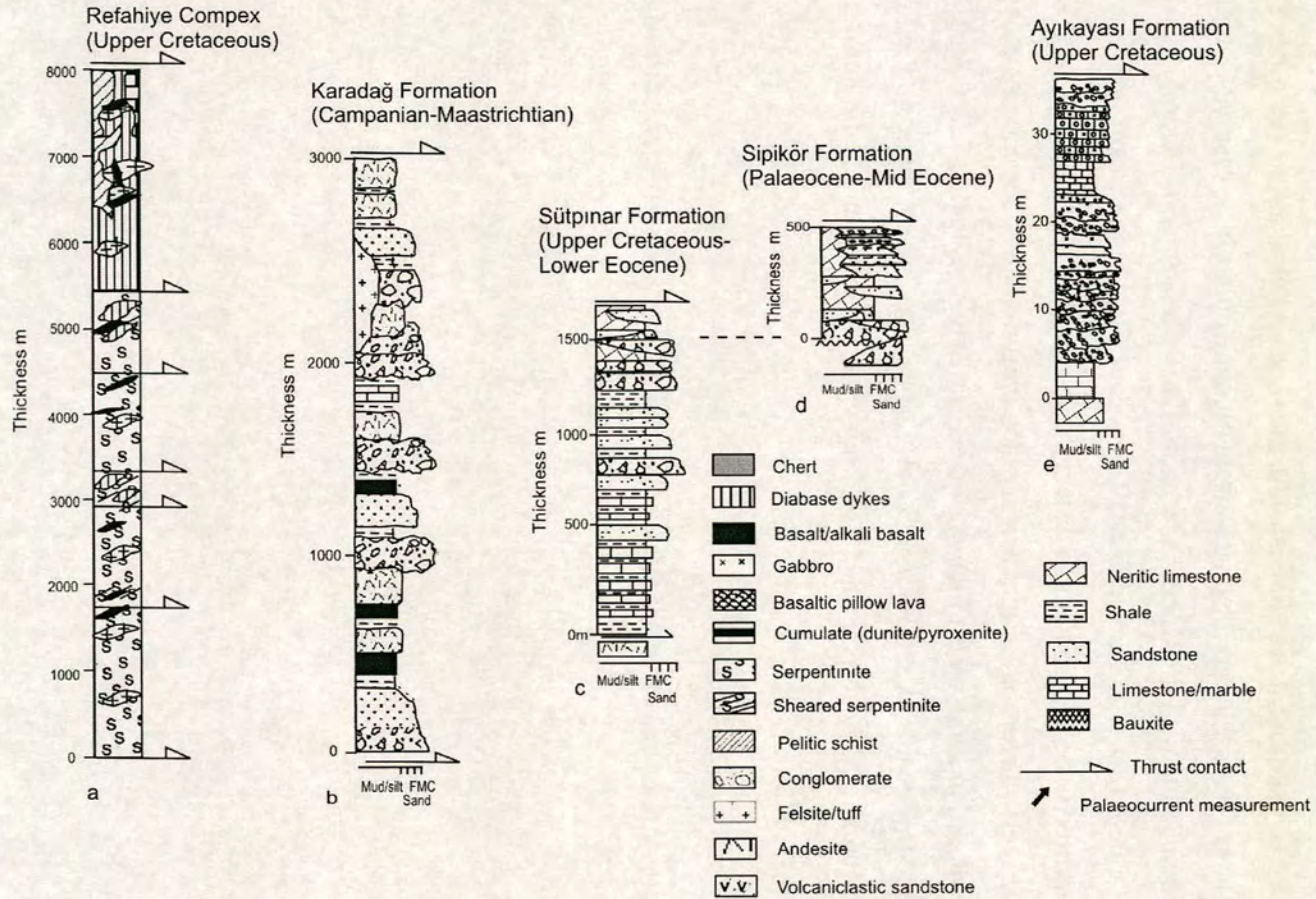 Refahiye Compex
(Upper Cretaceous)
8000
7000
6000
5000
4000
3000
2000
1000
0
Thickness m
a
Karadağ Formation
(Campanian-Maastrichtian)
3000
2000
1000
0
Thickness m
Mud/silt FMC
Sand
b
Sütpınar Formation
(Upper Cretaceous-
Lower Eocene)
1500
1000
500
0m
Thickness m
Mud/silt FMC
Sand
c
Sipikör Formation
(Palaeocene-Mid Eocene)
500
0
Thickness m
Mud/silt FMC
Sand
d
Ayıkayası Formation
(Upper Cretaceous)
30
20
10
0
Thickness m
Mud/silt FMC
Sand
e
Chert
Diabase dykes
Basalt/alkali basalt
Gabbro
Basaltic pillow lava
Cumulate (dunite/pyroxenite)
Serpentinite
Sheared serpentinite
Pelitic schist
Conglomerate
Felsite/tuff
Andesite
Volcaniclastic sandstone
Neritic limestone
Shale
Sandstone
Limestone/marble
Bauxite
Thrust contact
Palaeocurrent measurement